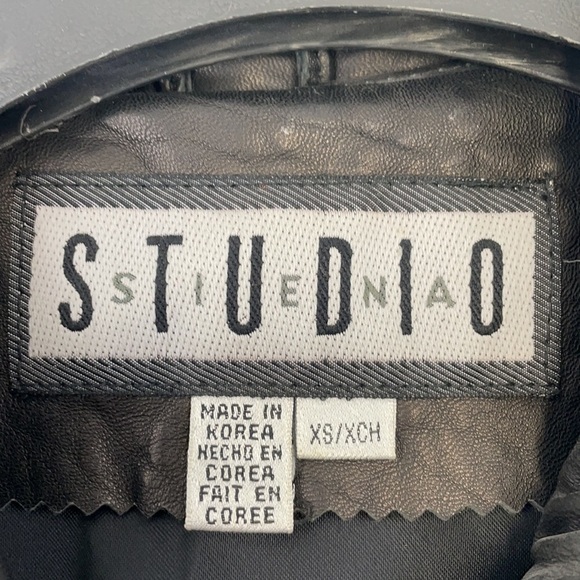 STUDIO
SIENA
MADE IN
KOREA
HECHO EN
COREA
FAIT EN
COREE
XS/XCH